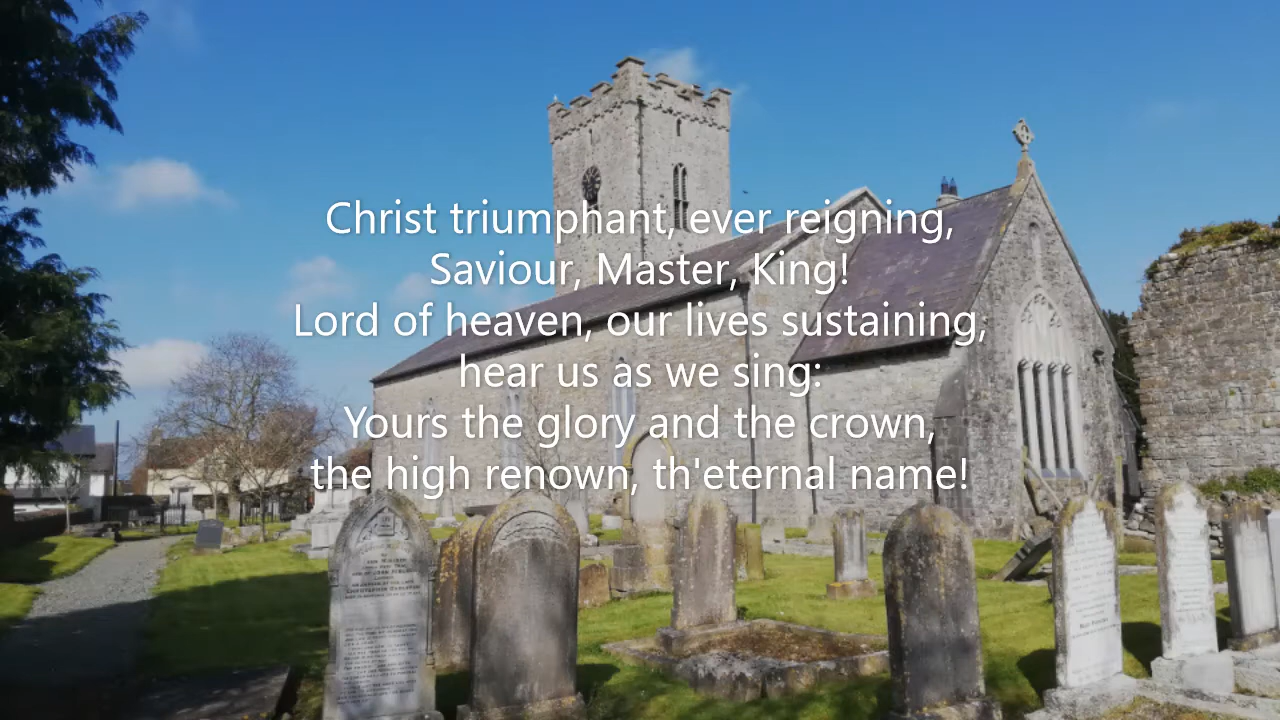 Christ triumphant, ever reigning,
Saviour, Master, King!
Lord of heaven, our lives sustaining,
hear us as we sing:
Yours the glory and the crown,
the high renown, th'eternal name!